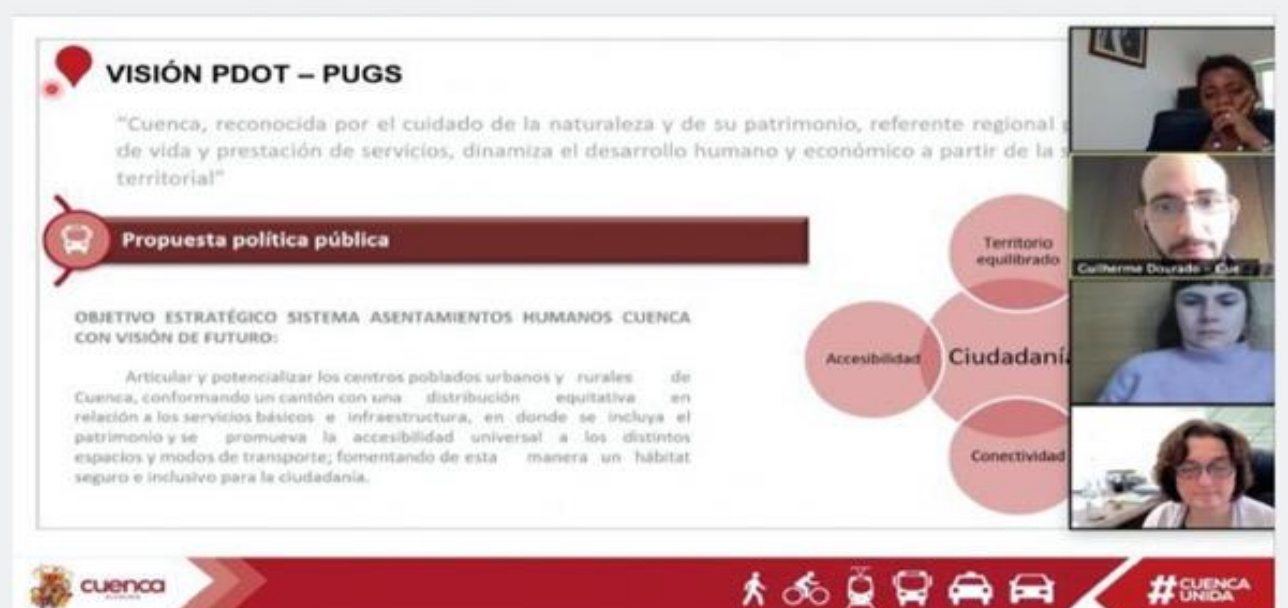 VISIÓN PDOT – PUGS
"Cuenca, reconocida por el cuidado de la naturaleza y de su patrimonio, referente regional
de vida y prestación de servicios, dinamiza el desarrollo humano y económico a partir de la
territorial"
Propuesta política pública
OBJETIVO ESTRATÉGICO SISTEMA ASENTAMIENTOS HUMANOS CUENCA
CON VISIÓN DE FUTURO:
Articular y potencializar los centros poblados urbanos y rurales de
Cuenca, conformando un cantón con una distribución equitativa en
relación a los servicios básicos e infraestructura, en donde se incluya el
patrimonio y se promueva la accesibilidad universal a los distintos
espacios y modos de transporte; fomentando de esta manera un hábitat
seguro e inclusivo para la ciudadanía.
Territorio
equilibrado
Accesibilidad
Ciudadanía
Conectividad
Guilherme Dourado - Cue
cuenca
#CUENCA
UNIDA